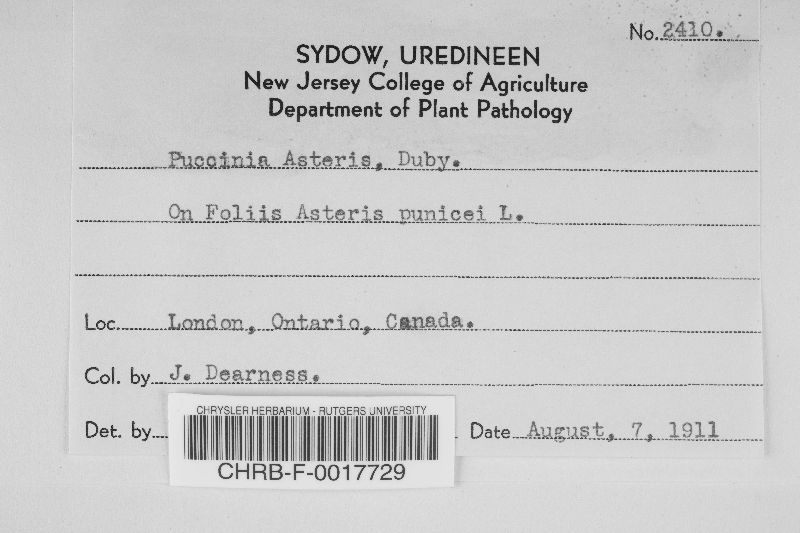 No. 2410.
SYDOW, UREDINEEN
New Jersey College of Agriculture
Department of Plant Pathology
Puccinia Asteris, Duby.
On Foliis Asteris punicei L.
Loc. London, Ontario, Canada.
Col. by J. Dearness.
Det. by
Date August, 7, 1911
CHRYSLER HERBARIUM - RUTGERS UNIVERSITY
CHRB-F-0017729